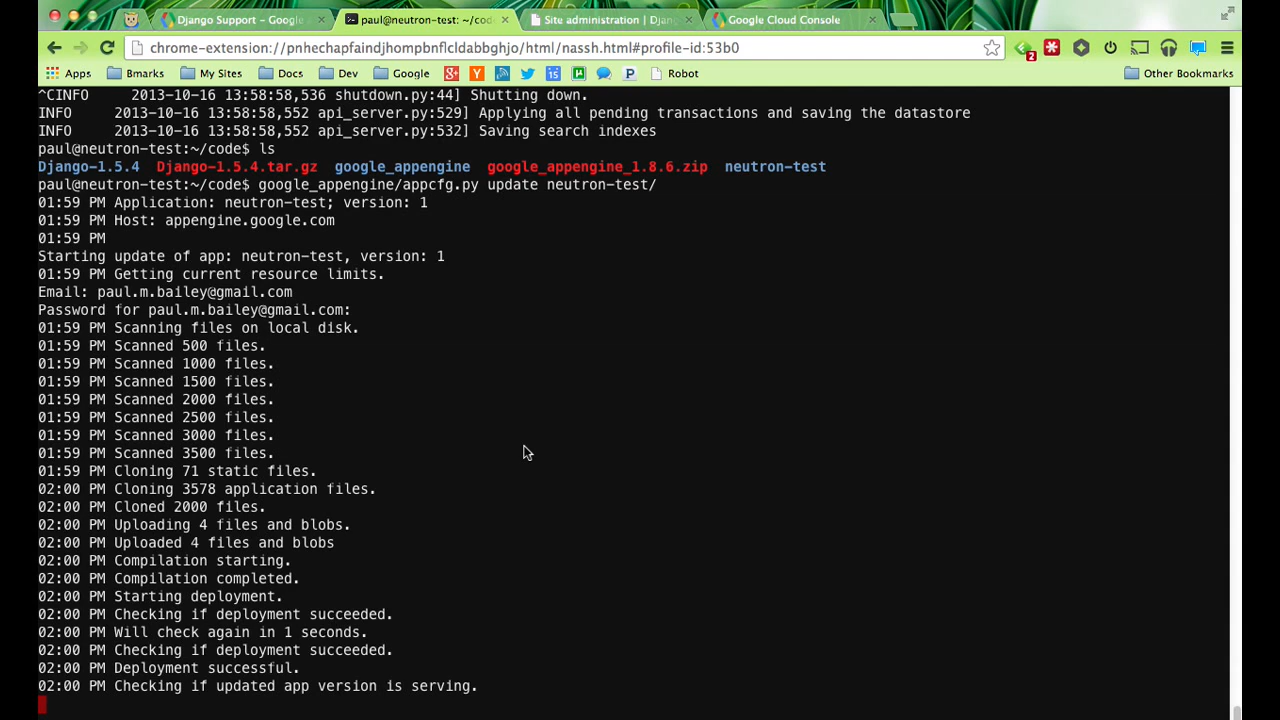 Django Support - Google
paul@neutron-test: ~/cod
Site administration | Djan
Google Cloud Console
chrome-extension://pnhechapfaindjhompbnflcldabbghjo/html/nassh.html#profile-id:53b0
2
Apps
Bmarks
My Sites
Docs
Dev
Google
Robot
Other Bookmarks
^CINFO 2013-10-16 13:58:58,536 shutdown.py:44] Shutting down.
INFO 2013-10-16 13:58:58,552 api_server.py:529] Applying all pending transactions and saving the datastore
INFO 2013-10-16 13:58:58,552 api_server.py:532] Saving search indexes
paul@neutron-test:~/code$ ls
Django-1.5.4 Django-1.5.4.tar.gz google_appengine google_appengine_1.8.6.zip neutron-test
paul@neutron-test:~/code$ google_appengine/appcfg.py update neutron-test/
01:59 PM Application: neutron-test; version: 1
01:59 PM Host: appengine.google.com
01:59 PM
Starting update of app: neutron-test, version: 1
01:59 PM Getting current resource limits.
Email: paul.m.bailey@gmail.com
Password for paul.m.bailey@gmail.com:
01:59 PM Scanning files on local disk.
01:59 PM Scanned 500 files.
01:59 PM Scanned 1000 files.
01:59 PM Scanned 1500 files.
01:59 PM Scanned 2000 files.
01:59 PM Scanned 2500 files.
01:59 PM Scanned 3000 files.
01:59 PM Scanned 3500 files.
01:59 PM Cloning 71 static files.
02:00 PM Cloning 3578 application files.
02:00 PM Cloned 2000 files.
02:00 PM Uploading 4 files and blobs.
02:00 PM Uploaded 4 files and blobs
02:00 PM Compilation starting.
02:00 PM Compilation completed.
02:00 PM Starting deployment.
02:00 PM Checking if deployment succeeded.
02:00 PM Will check again in 1 seconds.
02:00 PM Checking if deployment succeeded.
02:00 PM Deployment successful.
02:00 PM Checking if updated app version is serving.